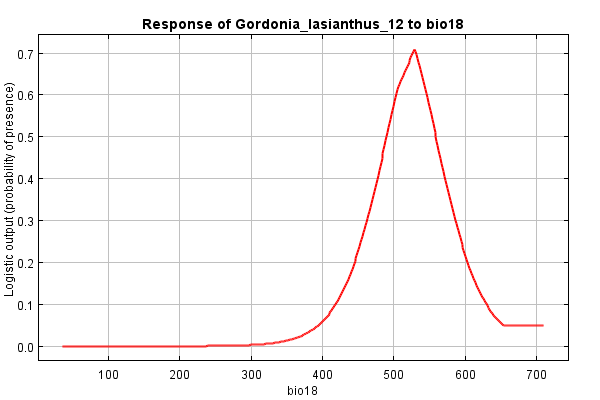 Response of Gordonia_lasianthus_12 to bio18
Logistic output (probability of presence)
0.7
0.6
0.5
0.4
0.3
0.2
0.1
0.0
100 200 300 400 500 600 700
bio18